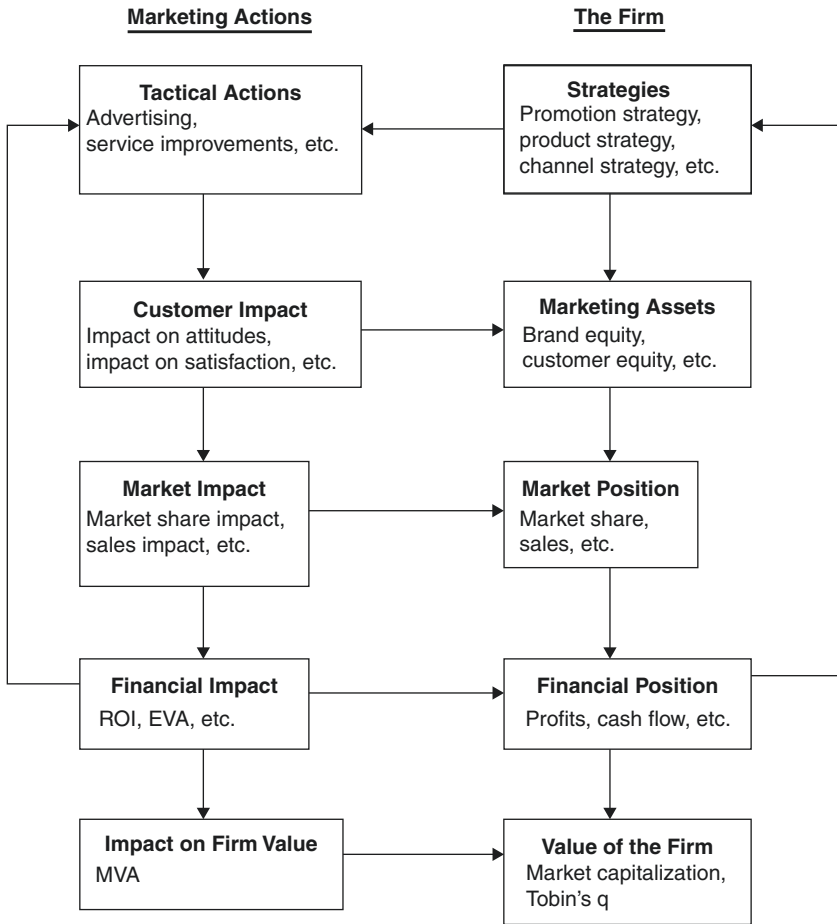 Marketing Actions
The Firm
Tactical Actions
Advertising,
service improvements, etc.
Strategies
Promotion strategy,
product strategy,
channel strategy, etc.
Customer Impact
Impact on attitudes,
impact on satisfaction, etc.
Marketing Assets
Brand equity,
customer equity, etc.
Market Impact
Market share impact,
sales impact, etc.
Market Position
Market share,
sales, etc.
Financial Impact
ROI, EVA, etc.
Financial Position
Profits, cash flow, etc.
Impact on Firm Value
MVA
Value of the Firm
Market capitalization,
Tobin's q